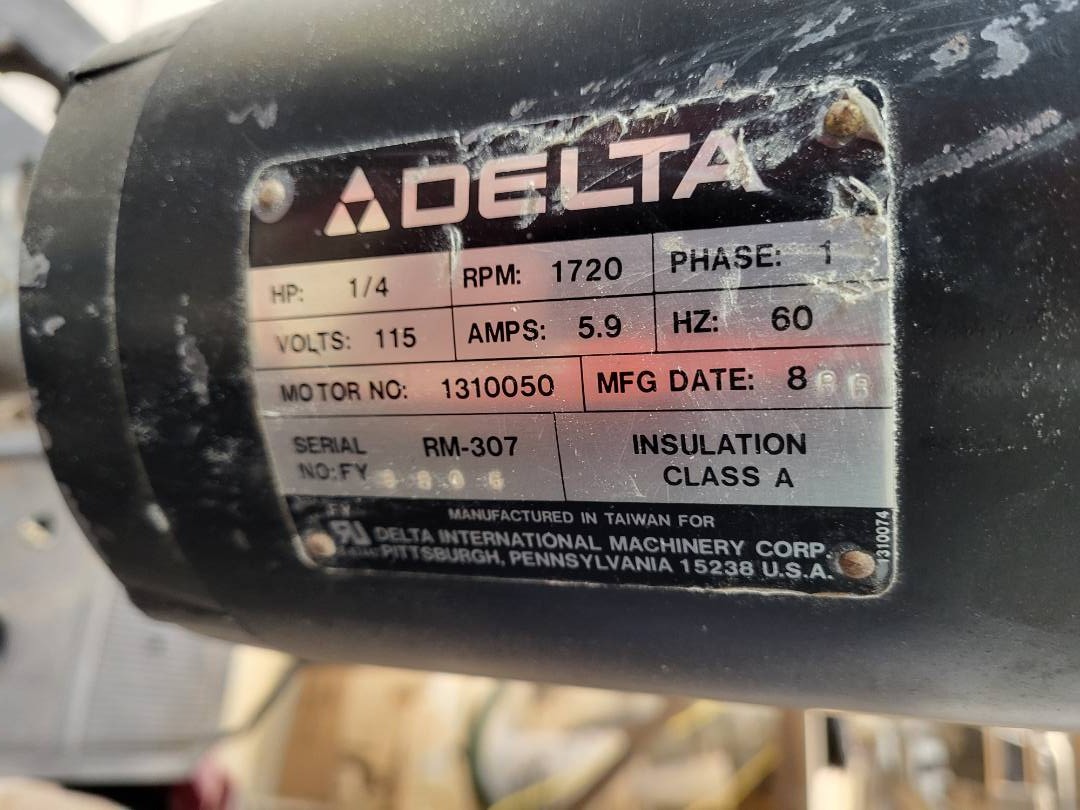 DELTA
HP: 1/4 RPM: 1720 PHASE: 1
VOLTS: 115 AMPS: 5.9 HZ: 60
MOTOR NO: 1310050 MFG DATE: 8
SERIAL RM-307
NO: FY 8806
INSULATION
CLASS A
MANUFACTURED IN TAIWAN FOR
DELTA INTERNATIONAL MACHINERY CORP.
PITTSBURGH, PENNSYLVANIA 15238 U.S.A.
1310074